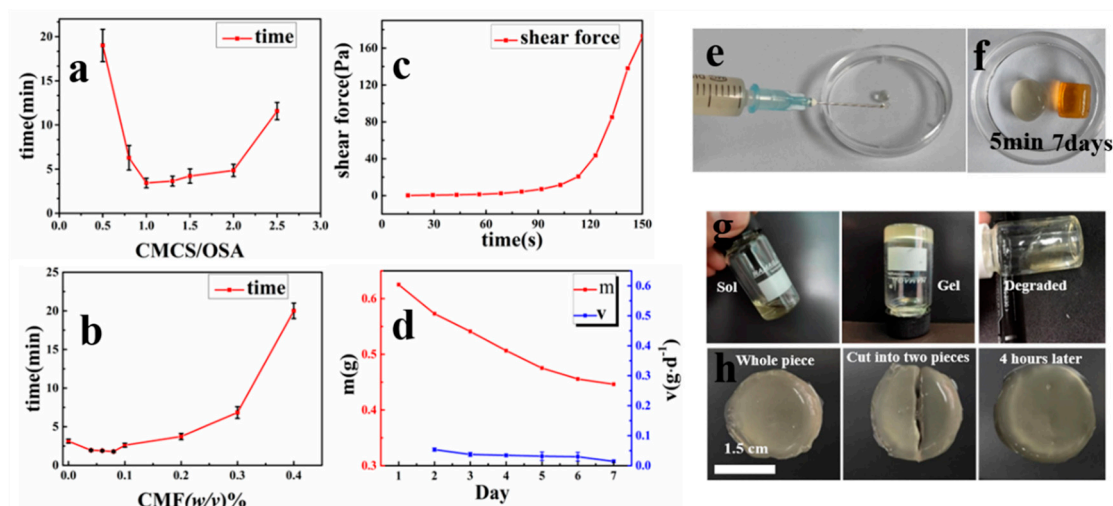 a
time
time(min)
20
15
10
5
0
0.0 0.5 1.0 1.5 2.0 2.5 3.0
CMCS/OSA
c
shear force
shear force(Pa)
160
120
80
40
0
0 30 60 90 120 150
time(s)
e
f
5min 7days
b
time
time(min)
25
20
15
10
5
0
0.0 0.1 0.2 0.3 0.4
CMF(w/v)%
d
m
v
m(g)
0.6
0.5
0.4
0.3
v(g·d-1)
0.6
0.5
0.4
0.3
0.2
0.1
0.0
1 2 3 4 5 6 7
Day
g
Sol
Gel
Degraded
h
Whole piece
Cut into two pieces
4 hours later
1.5 cm